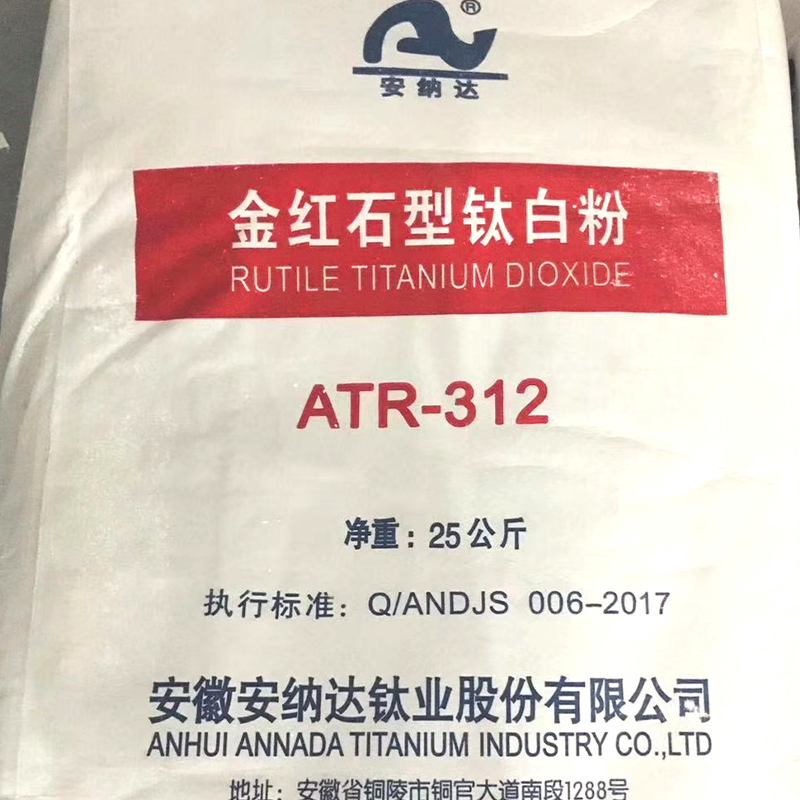 ®
安纳达
金红石型钛白粉
RUTILE TITANIUM DIOXIDE
ATR-312
净重：25公斤
执行标准：Q/ANDJS 006-2017
安徽安纳达钛业股份有限公司
ANHUI ANNADA TITANIUM INDUSTRY CO.,LTD
地址：安徽省铜陵市铜官大道南段1288号